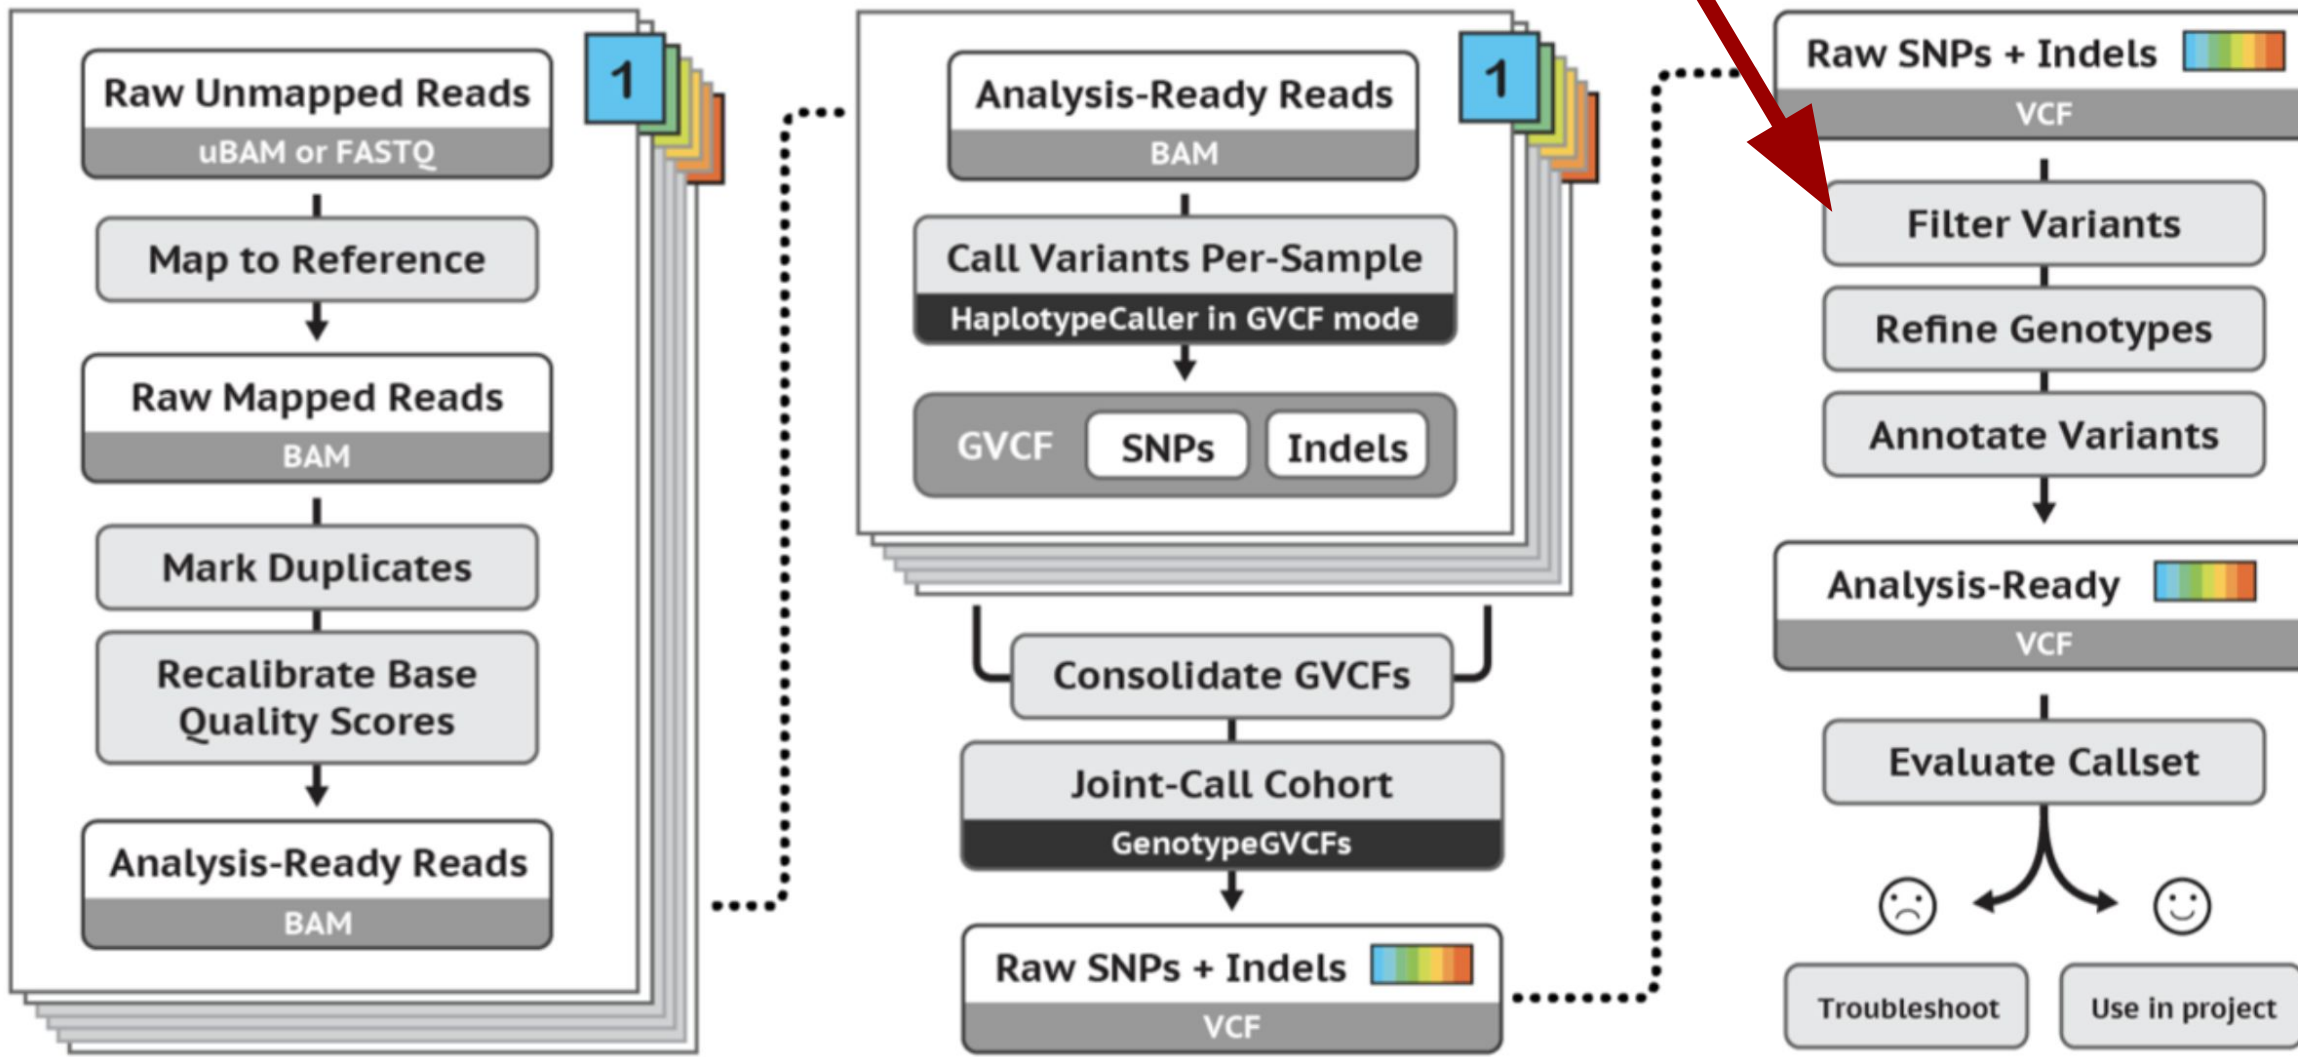 Raw Unmapped Reads
uBAM or FASTQ
1
Map to Reference
Raw Mapped Reads
BAM
Mark Duplicates
Recalibrate Base
Quality Scores
Analysis-Ready Reads
BAM
Analysis-Ready Reads
BAM
1
Call Variants Per-Sample
HaplotypeCaller in GVCF mode
GVCF SNPs Indels
Consolidate GVCFs
Joint-Call Cohort
GenotypeGVCFs
Raw SNPs + Indels
VCF
Raw SNPs + Indels
VCF
Filter Variants
Refine Genotypes
Annotate Variants
Analysis-Ready
VCF
Evaluate Callset
Troubleshoot
Use in project